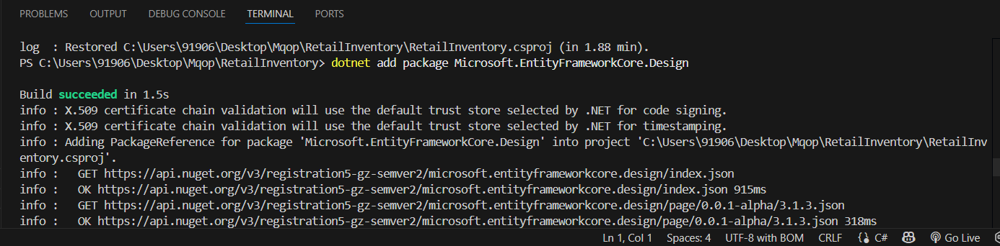 PROBLEMS OUTPUT DEBUG CONSOLE TERMINAL PORTS
log  : Restored C:\Users\91906\Desktop\Mqop\RetailInventory\RetailInventory.csproj (in 1.88 min).
PS C:\Users\91906\Desktop\Mqop\RetailInventory> dotnet add package Microsoft.EntityFrameworkCore.Design
Build succeeded in 1.5s
info : X.509 certificate chain validation will use the default trust store selected by .NET for code signing.
info : X.509 certificate chain validation will use the default trust store selected by .NET for timestamping.
info : Adding PackageReference for package 'Microsoft.EntityFrameworkCore.Design' into project 'C:\Users\91906\Desktop\Mqop\RetailInventory\RetailInv
entory.csproj'.
info :   GET https://api.nuget.org/v3/registration5-gz-semver2/microsoft.entityframeworkcore.design/index.json
info :   OK https://api.nuget.org/v3/registration5-gz-semver2/microsoft.entityframeworkcore.design/index.json 915ms
info :   GET https://api.nuget.org/v3/registration5-gz-semver2/microsoft.entityframeworkcore.design/page/0.0.1-alpha/3.1.3.json
info :   OK https://api.nuget.org/v3/registration5-gz-semver2/microsoft.entityframeworkcore.design/page/0.0.1-alpha/3.1.3.json 318ms
Ln 1, Col 1 Spaces: 4 UTF-8 with BOM CRLF C# Go Live